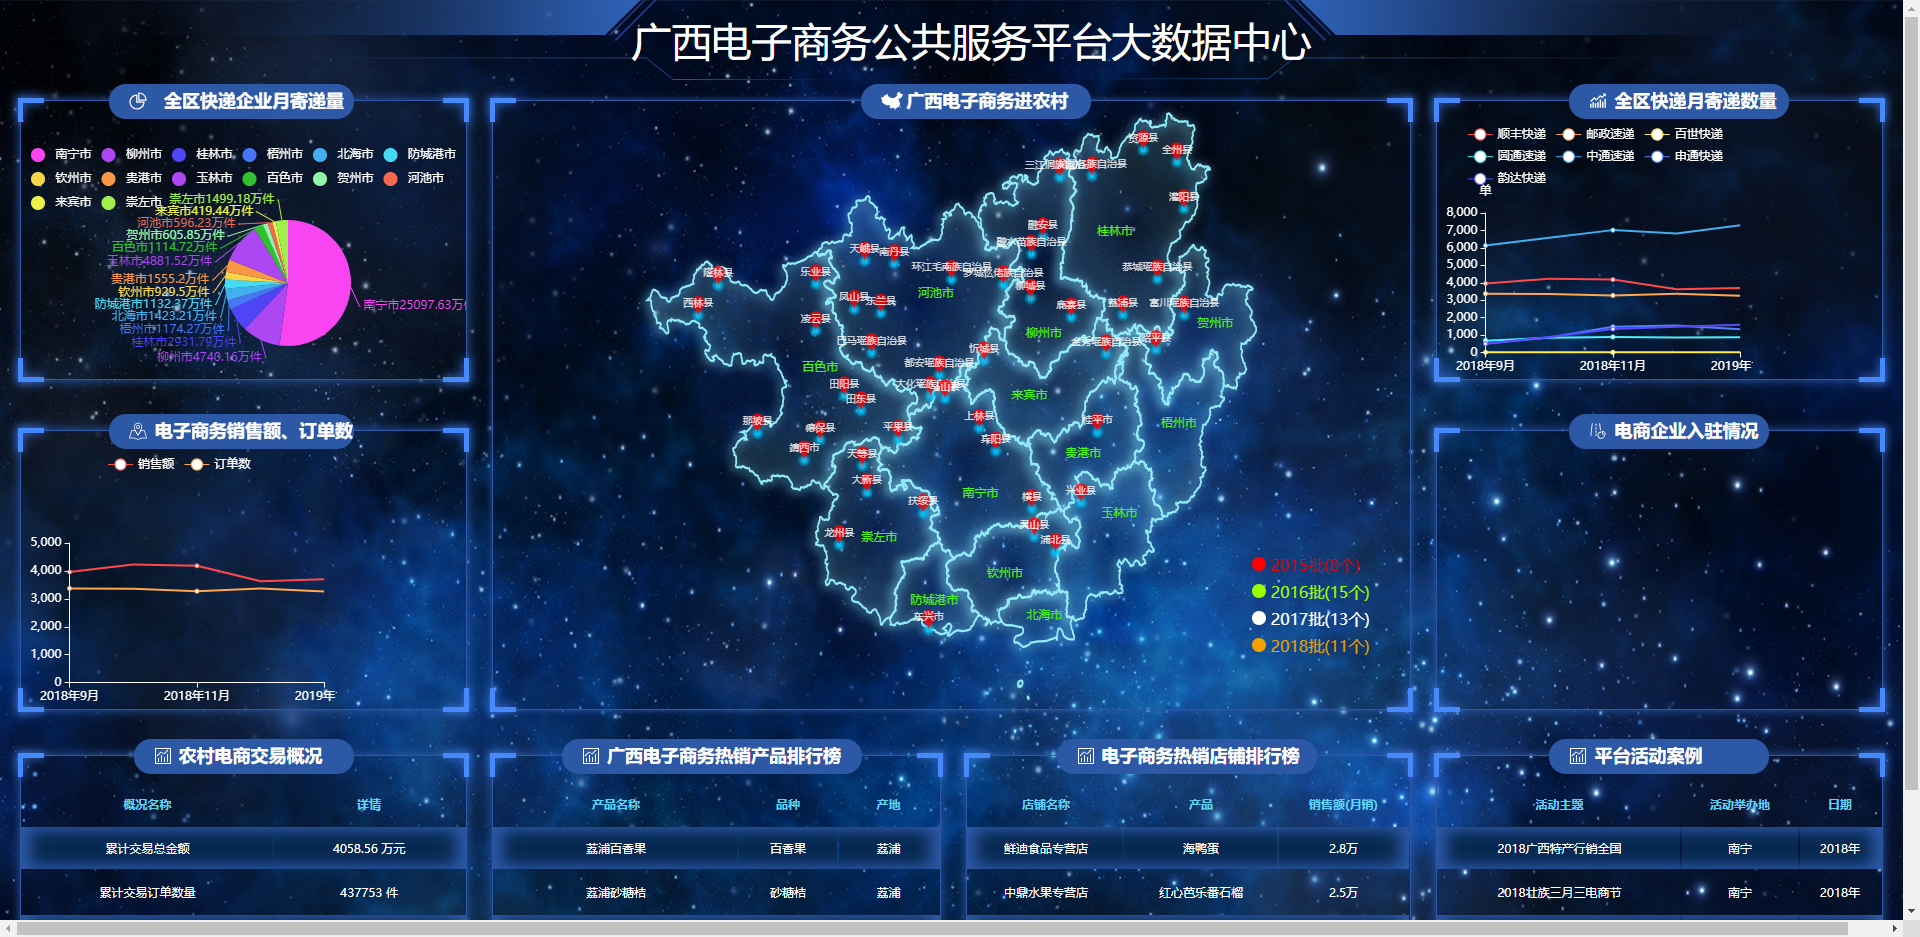 广西电子商务公共服务平台大数据中心
全区快递企业月寄递量
南宁市 柳州市 桂林市 梧州市 北海市 防城港市
钦州市 贵港市 玉林市 百色市 贺州市 河池市
来宾市 崇左市
崇左市1499.18万件
来宾市419.44万件
河池市596.23万件
贺州市605.85万件
百色市1114.72万件
玉林市4881.52万件
贵港市1555.2万件
钦州市929.5万件
防城港市1132.37万件
北海市1423.21万件
梧州市1174.27万件
桂林市2931.79万件
柳州市4740.16万件
南宁市25097.63万
电子商务销售额、订单数
销售额 订单数
5,000
4,000
3,000
2,000
1,000
0
2018年9月 2018年11月 2019年
广西电子商务进农村
资源县
全州县
三江侗族自治县
灌阳县
融安县
桂林市
融水苗族自治县
天峨县
南丹县
环江毛南族自治县
罗城仫佬族自治县
恭城瑶族自治县
隆林县
乐业县
西林县
凤山县
东兰县
河池市
柳城县
鹿寨县
荔浦县
富川瑶族自治县
凌云县
贺州市
柳州市
昭平县
巴马瑶族自治县
忻城县
金秀瑶族自治县
百色市
都安瑶族自治县
田阳县
田东县
来宾市
那坡县
德保县
平果县
上林县
宾阳县
桂平市
梧州市
靖西市
天等县
贵港市
大新县
南宁市
扶绥县
横县
兴业县
玉林市
龙州县
崇左市
灵山县
浦北县
钦州市
防城港市
东兴市
北海市
2015批(8个)
2016批(15个)
2017批(13个)
2018批(11个)
全区快递月寄递数量
顺丰快递 邮政速递 百世快递
圆通速递 中通速递 申通快递
韵达快递
单
8,000
7,000
6,000
5,000
4,000
3,000
2,000
1,000
0
2018年9月 2018年11月 2019年
电商企业入驻情况
农村电商交易概况
概况名称 详情
累计交易总金额 4058.56 万元
累计交易订单数量 437753 件
广西电子商务热销产品排行榜
产品名称 品种 产地
荔浦百香果 百香果 荔浦
荔浦砂糖桔 砂糖桔 荔浦
电子商务热销店铺排行榜
店铺名称 产品 销售额(月销)
鲜迪食品专营店 海鸭蛋 2.8万
中鼎水果专营店 红心芭乐番石榴 2.5万
平台活动案例
活动主题 活动举办地 日期
2018广西特产行销全国 南宁 2018年
2018壮族三月三电商节 南宁 2018年